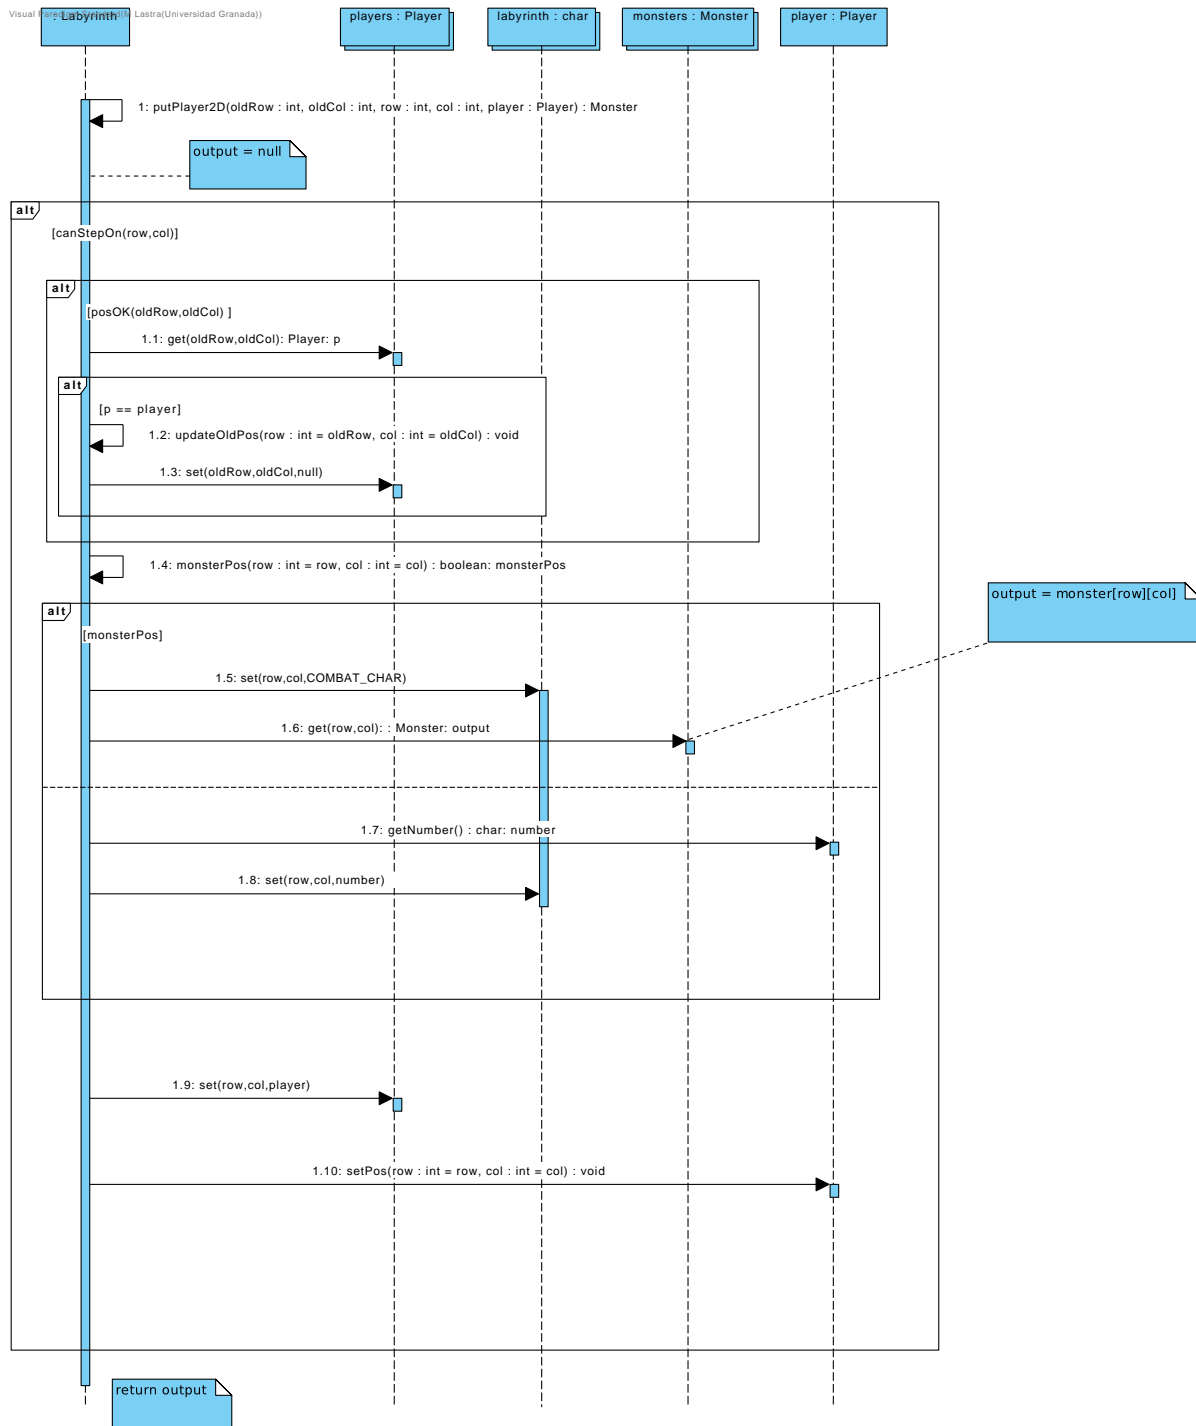 Visual Paradigm Standard(M Lastra(Universidad Granada))
: Labyrinth
players : Player
labyrinth : char
monsters : Monster
player : Player
1: putPlayer2D(oldRow : int, oldCol : int, row : int, col : int, player : Player) : Monster
output = null
alt
[canStepOn(row,col)]
alt
[posOK(oldRow,oldCol) ]
1.1: get(oldRow,oldCol): Player: p
alt
[p == player]
1.2: updateOldPos(row : int = oldRow, col : int = oldCol) : void
1.3: set(oldRow,oldCol,null)
1.4: monsterPos(row : int = row, col : int = col) : boolean: monsterPos
output = monster[row][col]
alt
[monsterPos]
1.5: set(row,col,COMBAT_CHAR)
1.6: get(row,col): : Monster: output
1.7: getNumber() : char: number
1.8: set(row,col,number)
1.9: set(row,col,player)
1.10: setPos(row : int = row, col : int = col) : void
return output